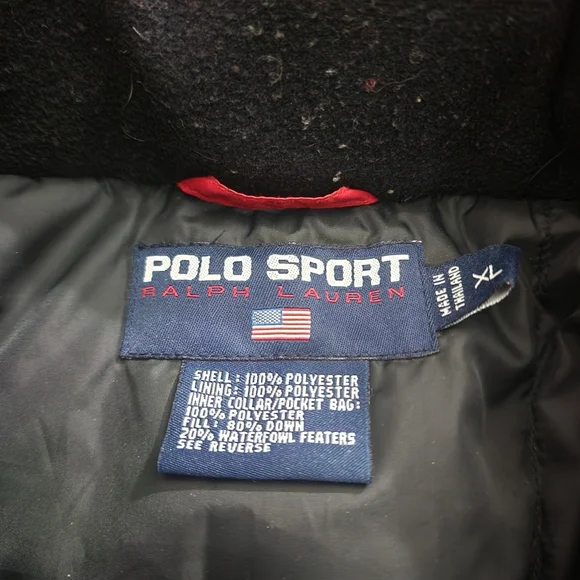 POLO SPORT
RALPH LAUREN
MADE IN
THAILAND
XL
SHELL: 100% POLYESTER
LINING: 100% POLYESTER
INNER COLLAR/POCKET BAG:
100% POLYESTER
FILL: 80% DOWN
20% WATERFOWL FEATERS
SEE REVERSE